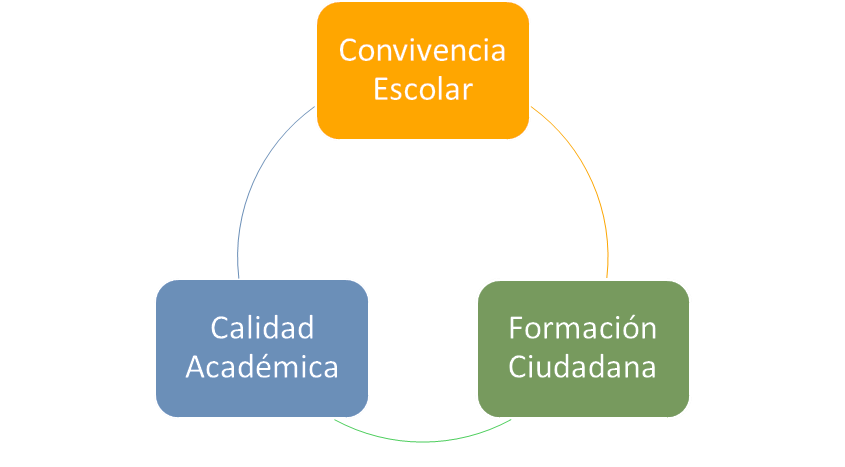 Convivencia
Escolar
Calidad
Académica
Formación
Ciudadana